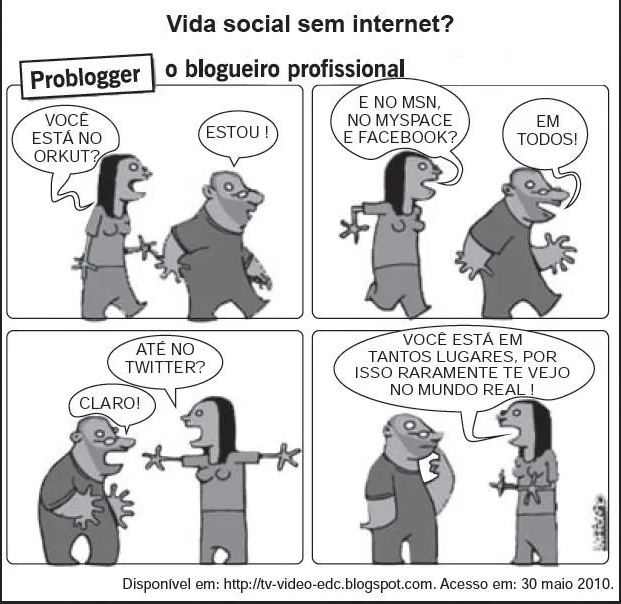 Vida social sem internet?
Problogger
o blogueiro profissional
VOCÊ
ESTÁ NO
ORKUT?
ESTOU !
E NO MSN,
NO MYSPACE
E FACEBOOK?
EM
TODOS!
ATÉ NO
TWITTER?
CLARO!
VOCÊ ESTÁ EM
TANTOS LUGARES, POR
ISSO RARAMENTE TE VEJO
NO MUNDO REAL !
Disponível em: http://tv-video-edc.blogspot.com. Acesso em: 30 maio 2010.